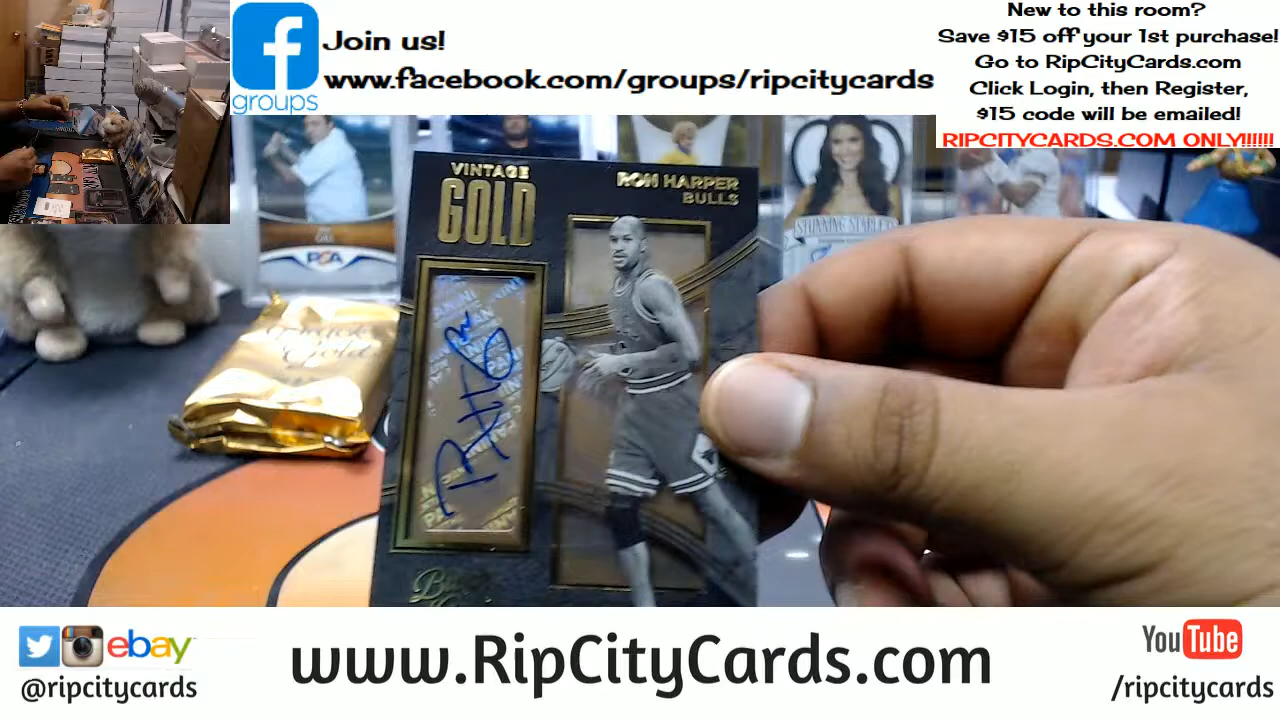 Join us!
www.facebook.com/groups/ripcitycards
groups
New to this room?
Save $15 off your 1st purchase!
Go to RipCityCards.com
Click Login, then Register,
$15 code will be emailed!
RIPCITYCARDS.COM ONLY!!!!!!
VINTAGE
GOLD
RON HARPER
BULLS
STUNNING STARLETS
PSA
ebay
@ripcitycards
www.RipCityCards.com
YouTube
/ripcitycards